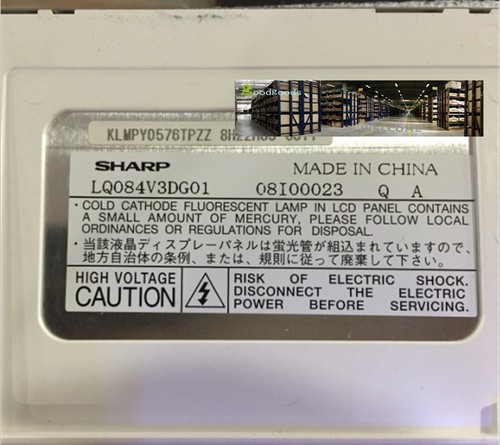 goodgoods
KLMPY0576TPZZ
SHARP MADE IN CHINA
LQ084V3DG01 08I00023 Q A
・COLD CATHODE FLUORESCENT LAMP IN LCD PANEL CONTAINS
A SMALL AMOUNT OF MERCURY, PLEASE FOLLOW LOCAL
ORDINANCES OR REGULATIONS FOR DISPOSAL.
・当該液晶ディスプレーパネルは蛍光管が組込まれていますので、
地方自治体の条例、または、規則に従って廃棄して下さい。
HIGH VOLTAGE
CAUTION
RISK OF ELECTRIC SHOCK.
DISCONNECT THE ELECTRIC
POWER BEFORE SERVICING.